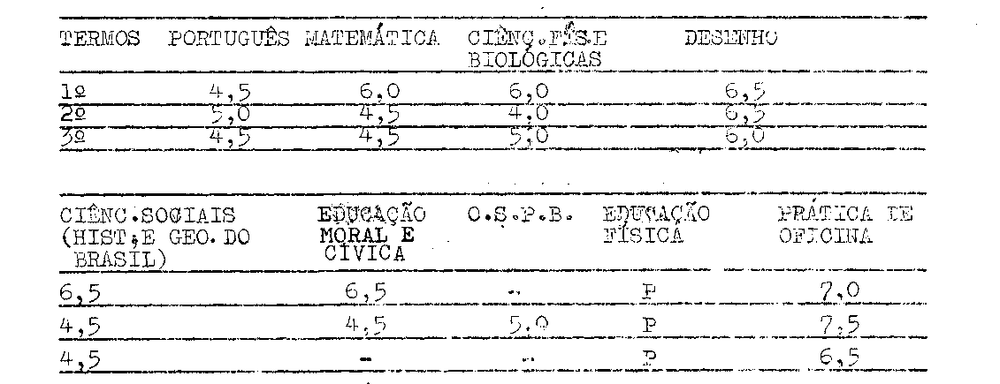 TERMOS PORTUGUÊS MATEMÁTICA CIÊNC.FÍS.E DESENHO
BIOLÓGICAS
1º 4,5 6,0 6,0 6,5
2º 5,0 4,5 4,0 6,5
3º 4,5 4,5 5,0 6,0
CIÊNC.SOCIAIS EDUCAÇÃO O.S.P.B. EDUCAÇÃO PRÁTICA DE
(HIST,E GEO.DO MORAL E FÍSICA OFICINA
BRASIL) CÍVICA
6,5 6,5 - P 7,0
4,5 4,5 5,0 P 7,5
4,5 - - P 6,5